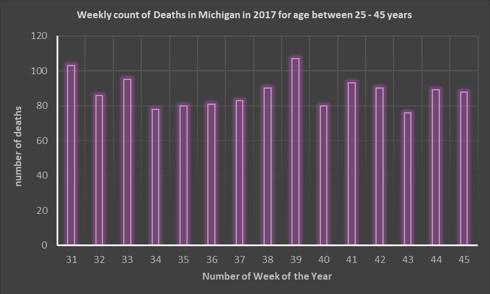 Weekly count of Deaths in Michigan in 2017 for age between 25 - 45 years
120
100
80
60
40
20
0
number of deaths
31 32 33 34 35 36 37 38 39 40 41 42 43 44 45
Number of Week of the Year